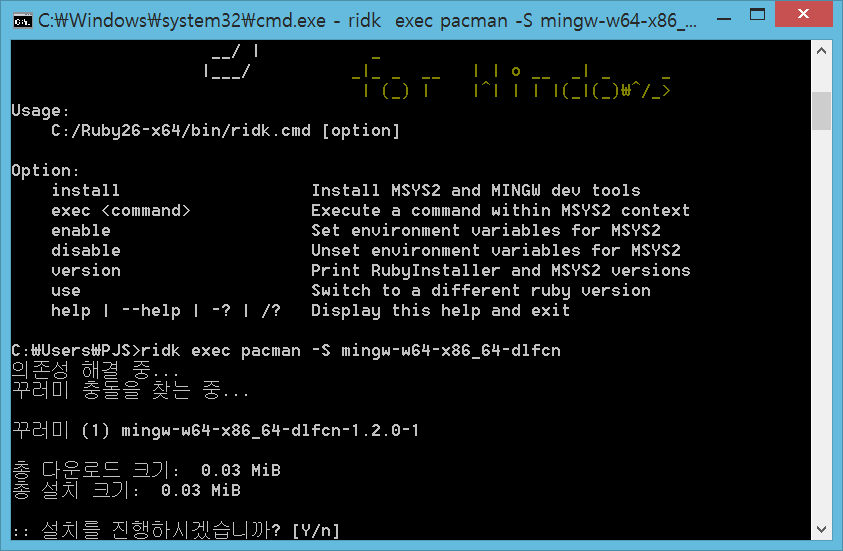 C:₩Windows₩system32₩cmd.exe - ridk  exec pacman -S mingw-w64-x86_...
Usage:
    C:/Ruby26-x64/bin/ridk.cmd [option]
Option:
    install                   Install MSYS2 and MINGW dev tools
    exec <command>            Execute a command within MSYS2 context
    enable                    Set environment variables for MSYS2
    disable                   Unset environment variables for MSYS2
    version                   Print RubyInstaller and MSYS2 versions
    use                       Switch to a different ruby version
    help | --help | -? | /?   Display this help and exit
C:₩Users₩PJS>ridk exec pacman -S mingw-w64-x86_64-dlfcn
의존성 해결 중...
꾸러미 충돌을 찾는 중...
꾸러미 (1) mingw-w64-x86_64-dlfcn-1.2.0-1
총 다운로드 크기:  0.03 MiB
총 설치 크기:  0.03 MiB
:: 설치를 진행하시겠습니까? [Y/n]